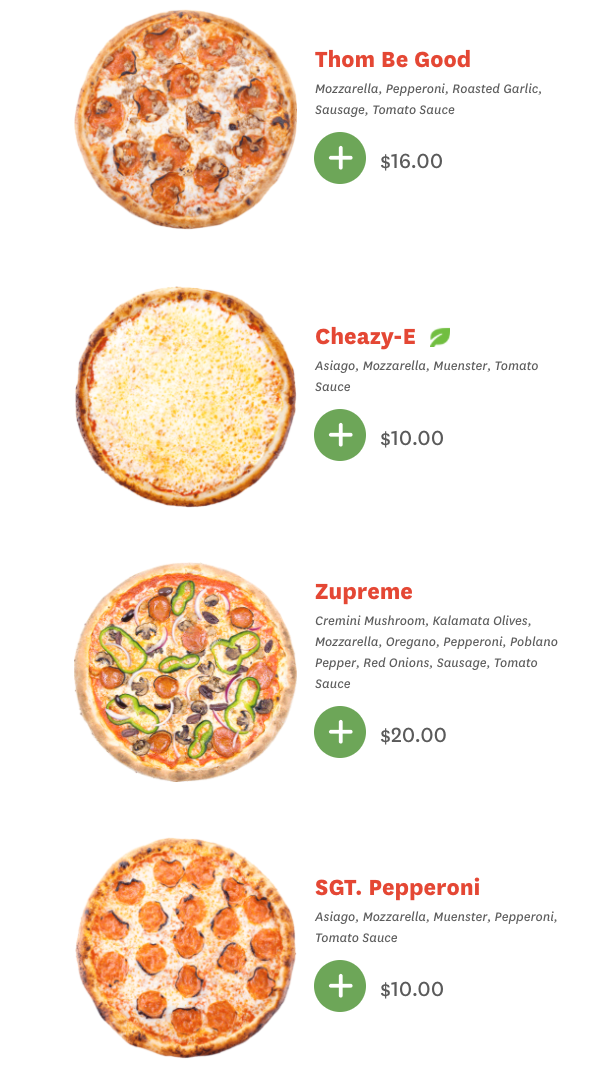 Thom Be Good
Mozzarella, Pepperoni, Roasted Garlic,
Sausage, Tomato Sauce
$16.00
Cheazy-E
Asiago, Mozzarella, Muenster, Tomato
Sauce
$10.00
Zupreme
Cremini Mushroom, Kalamata Olives,
Mozzarella, Oregano, Pepperoni, Poblano
Pepper, Red Onions, Sausage, Tomato
Sauce
$20.00
SGT. Pepperoni
Asiago, Mozzarella, Muenster, Pepperoni,
Tomato Sauce
$10.00